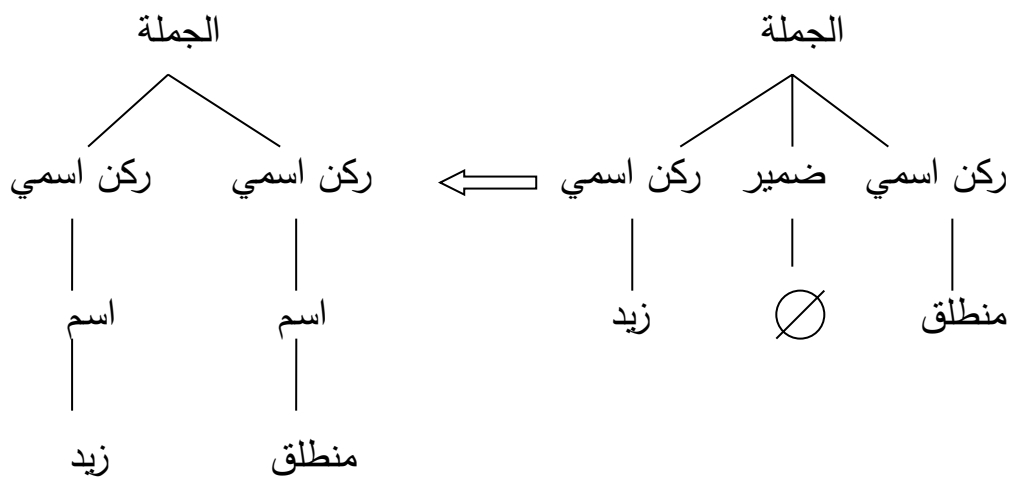 الجملة
الجملة
ركن اسمي ضمير ركن اسمي
ركن اسمي ركن اسمي
زيد ∅ منطلق
اسم اسم
زيد منطلق